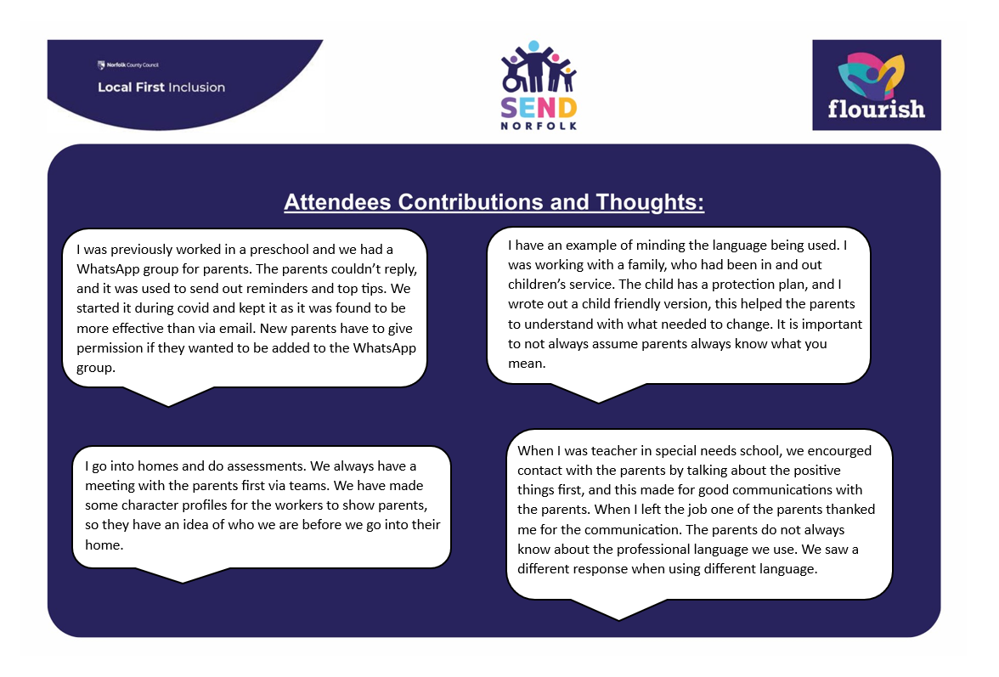 Norfolk County Council
Local First Inclusion
SEND
NORFOLK
flourish
Attendees Contributions and Thoughts:
I was previously worked in a preschool and we had a
WhatsApp group for parents. The parents couldn’t reply,
and it was used to send out reminders and top tips. We
started it during covid and kept it as it was found to be
more effective than via email. New parents have to give
permission if they wanted to be added to the WhatsApp
group.
I have an example of minding the language being used. I
was working with a family, who had been in and out
children’s service. The child has a protection plan, and I
wrote out a child friendly version, this helped the parents
to understand with what needed to change. It is important
to not always assume parents always know what you
mean.
I go into homes and do assessments. We always have a
meeting with the parents first via teams. We have made
some character profiles for the workers to show parents,
so they have an idea of who we are before we go into their
home.
When I was teacher in special needs school, we encourged
contact with the parents by talking about the positive
things first, and this made for good communications with
the parents. When I left the job one of the parents thanked
me for the communication. The parents do not always
know about the professional language we use. We saw a
different response when using different language.